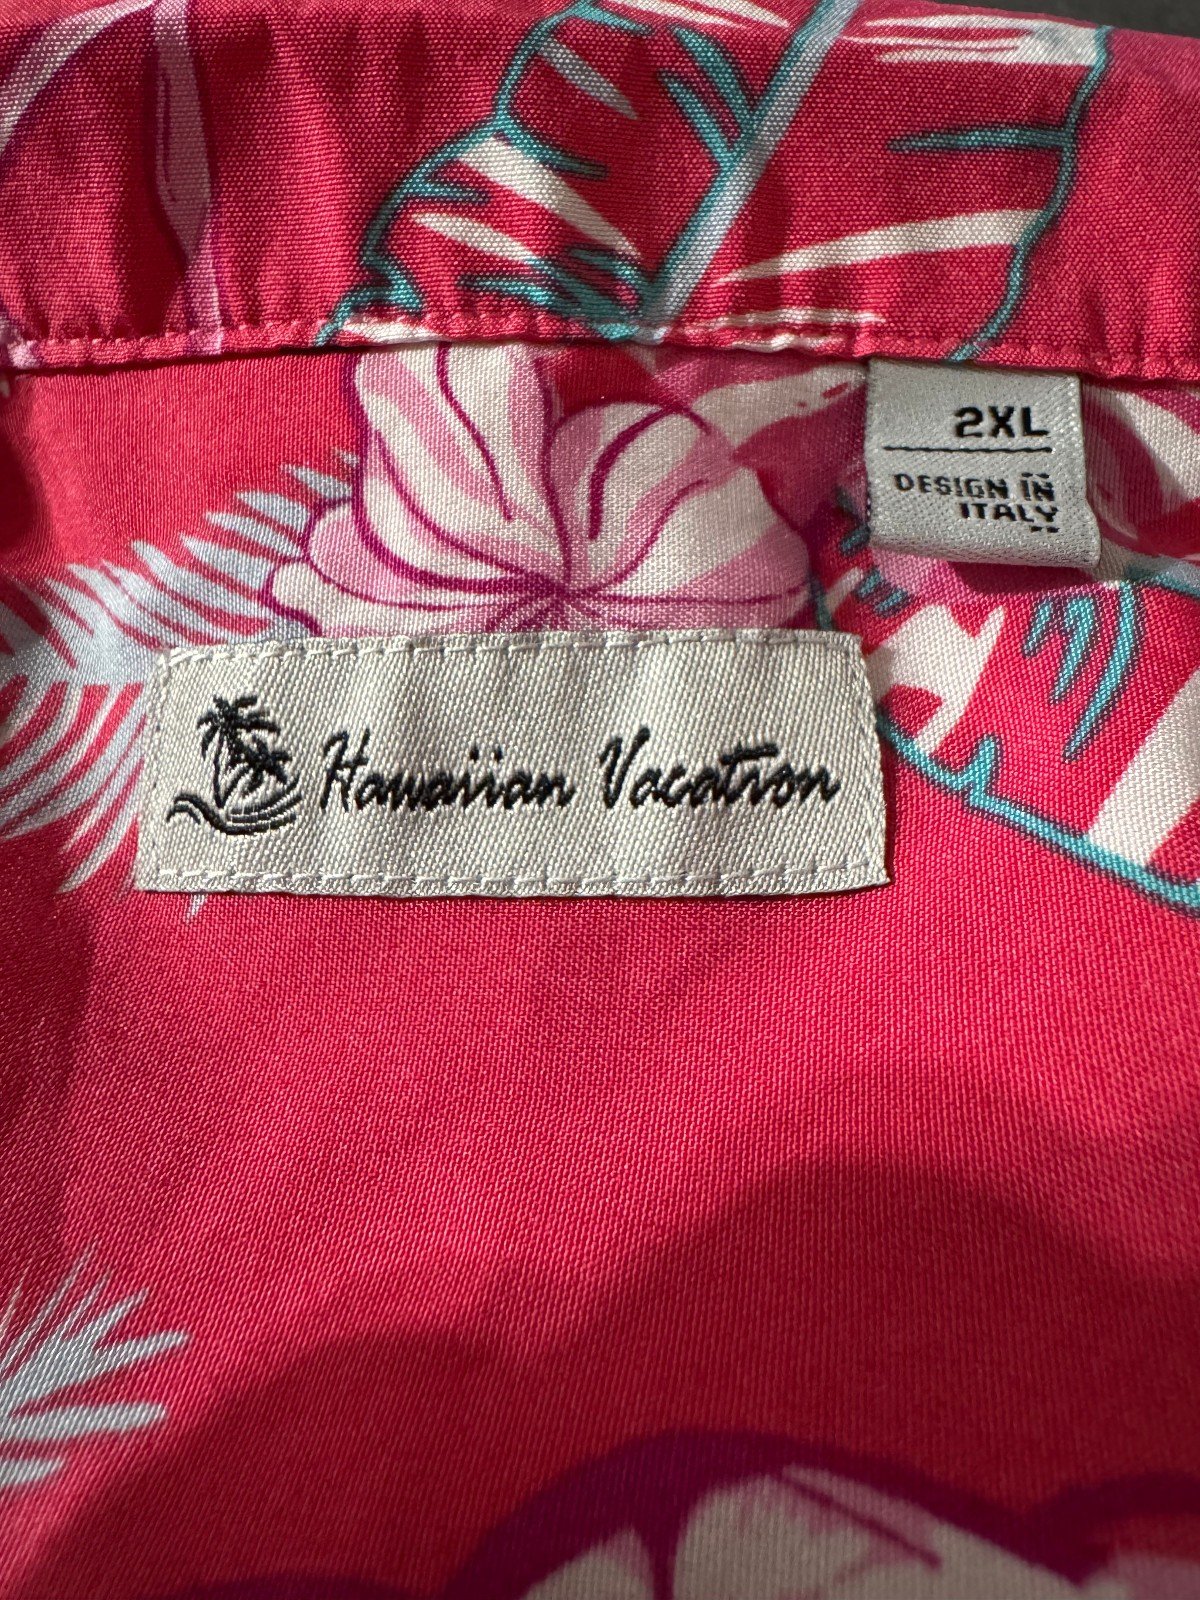 2XL
DESIGN IN
ITALY
Hawaiian Vacation